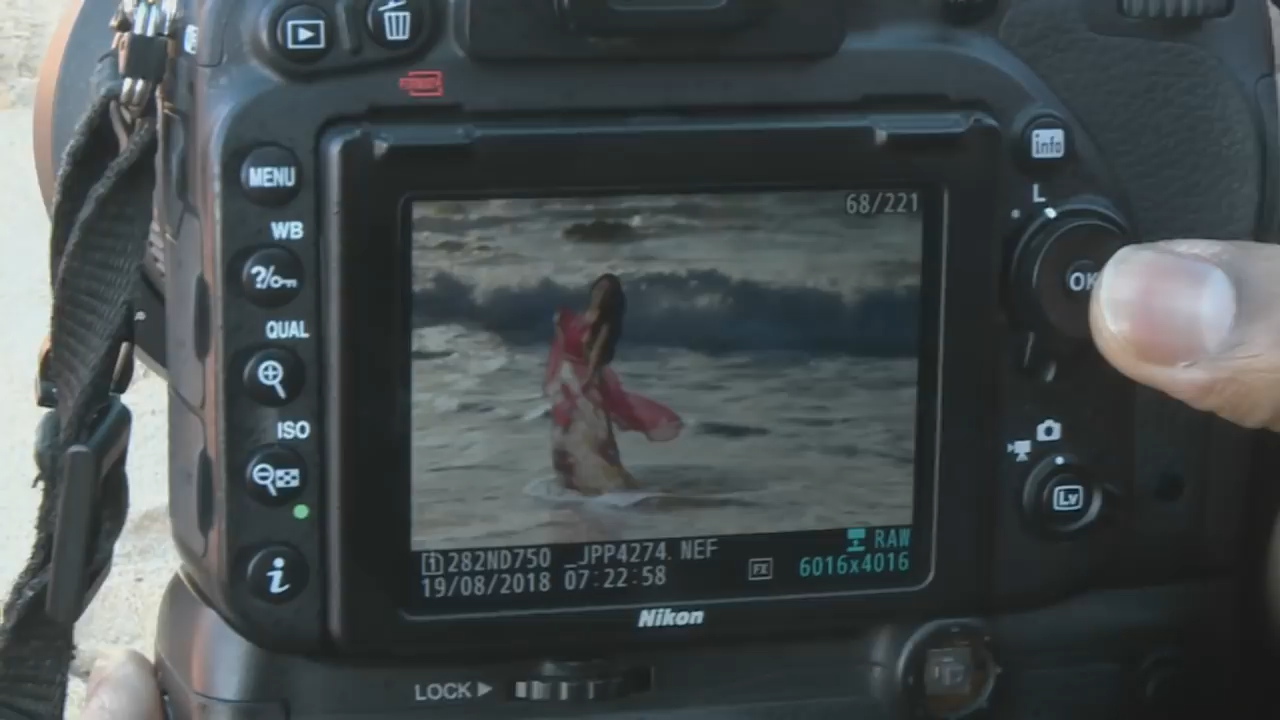 info
MENU
L
WB
?
OK
QUAL
ISO
i
Lv
68/221
1 282ND750 _JPP4274.NEF
RAW
19/08/2018 07:22:58
FX
6016x4016
Nikon
LOCK